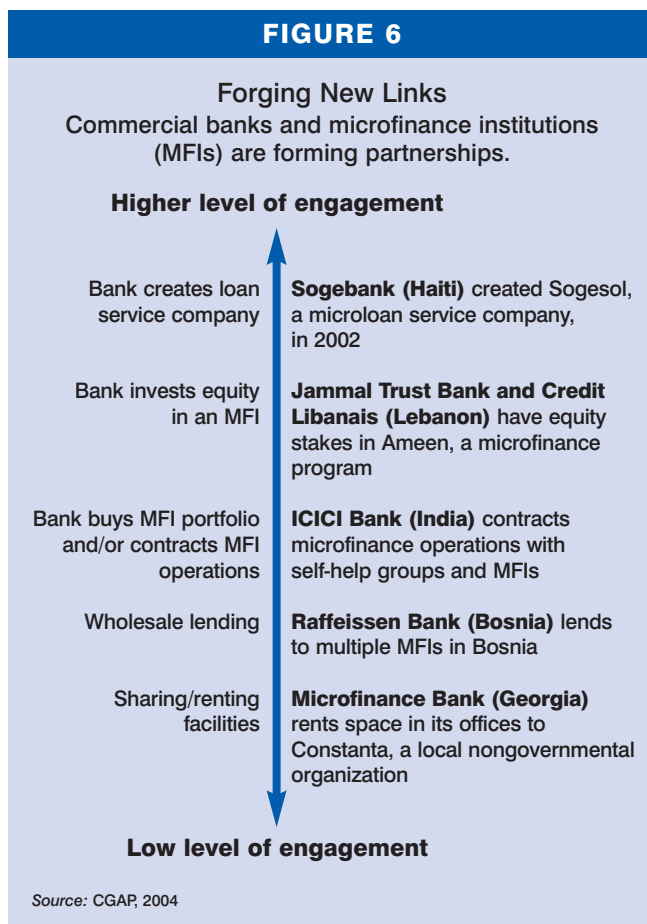 FIGURE 6
Forging New Links
Commercial banks and microfinance institutions
(MFIs) are forming partnerships.
Higher level of engagement
Bank creates loan
service company
Sogebank (Haiti) created Sogesol,
a microloan service company,
in 2002
Bank invests equity
in an MFI
Jammal Trust Bank and Credit
Libanais (Lebanon) have equity
stakes in Ameen, a microfinance
program
Bank buys MFI portfolio
and/or contracts MFI
operations
ICICI Bank (India) contracts
microfinance operations with
self-help groups and MFIs
Wholesale lending
Raffeissen Bank (Bosnia) lends
to multiple MFIs in Bosnia
Sharing/renting
facilities
Microfinance Bank (Georgia)
rents space in its offices to
Constanta, a local nongovernmental
organization
Low level of engagement
Source: CGAP, 2004